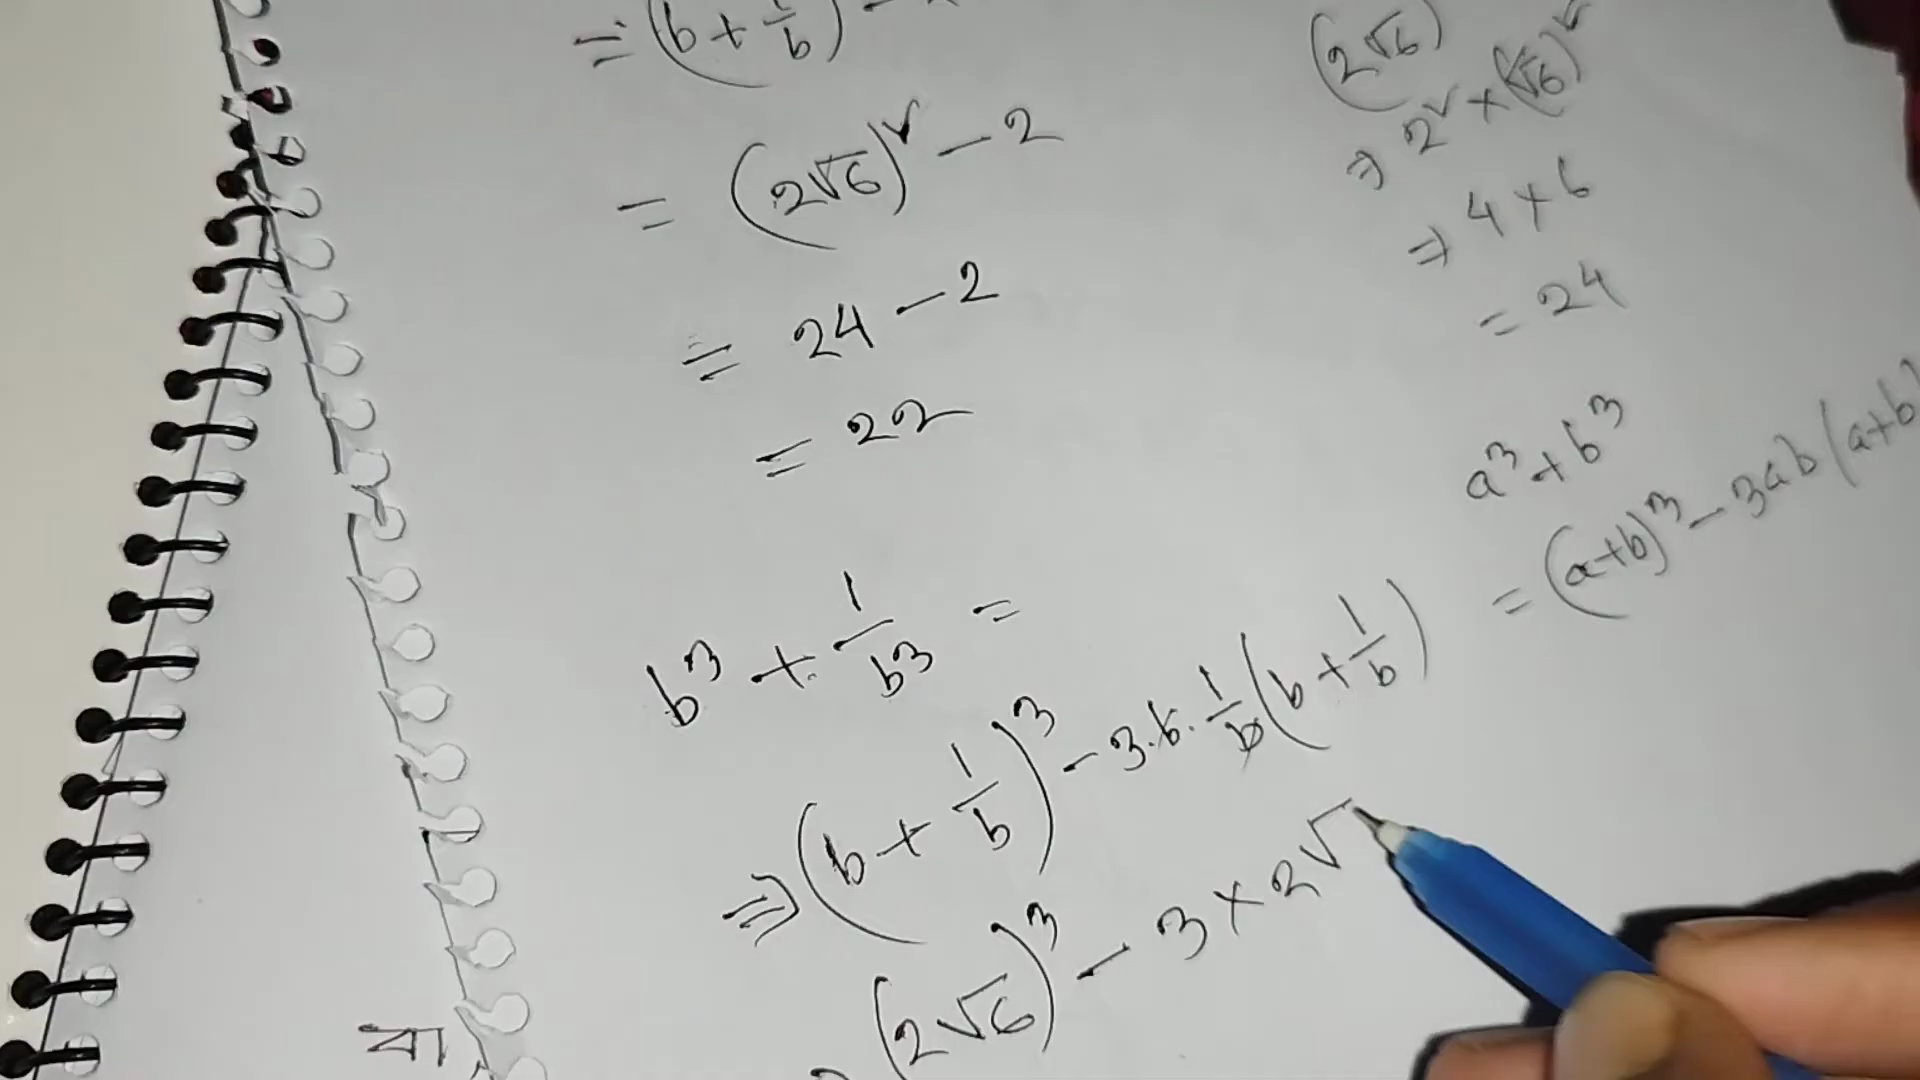 = (b + 1/b) -
= (2√6)² - 2
= 24 - 2
= 22
(2√6)
⇒ 2² × (√6)²
⇒ 4 × 6
= 24
a³ + b³
= (a+b)³ - 3ab(a+b)
b³ + 1/b³ =
⇒ (b + 1/b)³ - 3.b.1/b(b + 1/b)
(2√6)³ - 3 × 2√
বা